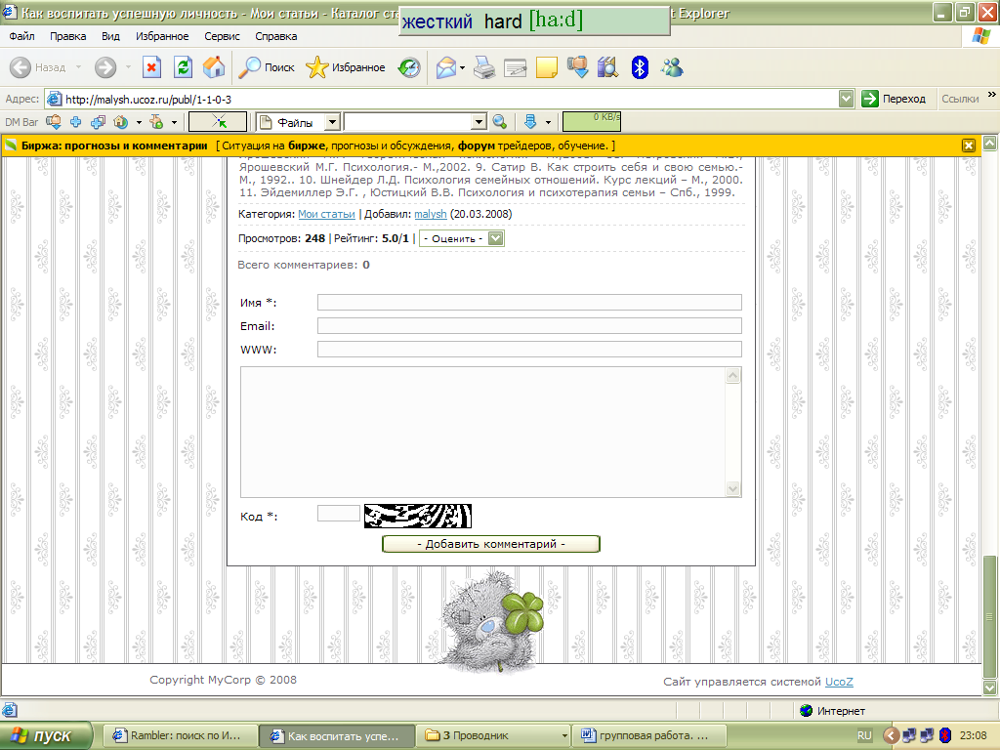 Как воспитать успешную личность - Мои статьи - Каталог ста
жесткий hard [ha:d]
t Explorer
Файл Правка Вид Избранное Сервис Справка
Назад Поиск Избранное
Адрес: http://malysh.ucoz.ru/publ/1-1-0-3 Переход Ссылки »
DM Bar Файлы 0 KB/s
Биржа: прогнозы и комментарии [ Ситуация на бирже, прогнозы и обсуждения, форум трейдеров, обучение. ]
Ярошевский М.Г. Психология.- М.,2002. 9. Сатир В. Как строить себя и свою семью.-
М., 1992.. 10. Шнейдер Л.Д. Психология семейных отношений. Курс лекций – М., 2000.
11. Эйдемиллер Э.Г. , Юстицкий В.В. Психология и психотерапия семьи – Спб., 1999.
Категория: Мои статьи | Добавил: malysh (20.03.2008)
Просмотров: 248 | Рейтинг: 5.0/1 | - Оценить -
Всего комментариев: 0
Имя *:
Email:
WWW:
Код *:
- Добавить комментарий -
Copyright MyCorp © 2008
Сайт управляется системой UcoZ
Интернет
пуск Rambler: поиск по И... Как воспитать успе... 3 Проводник групповая работа. ... RU 23:08